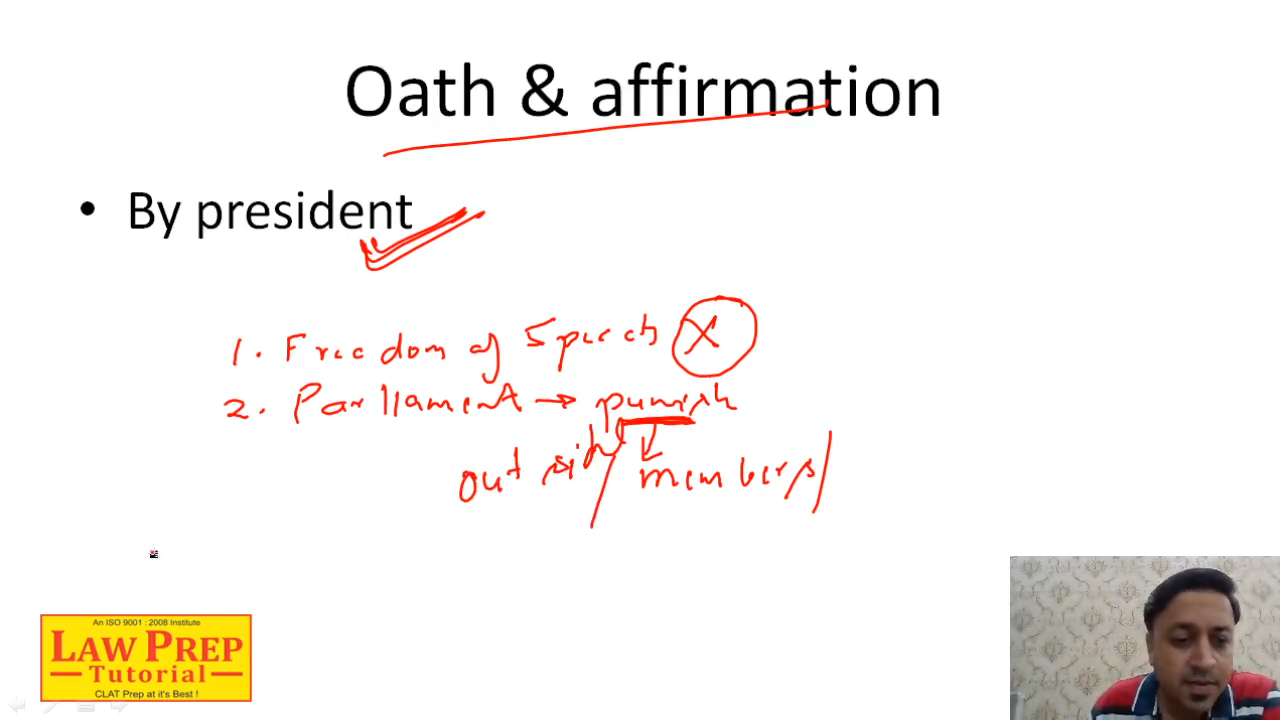 Oath & affirmation
• By president
1. Freedom of Speech X
2. Parliament → punish
out side / members /
An ISO 9001 : 2008 Institute
LAW PREP
Tutorial
CLAT Prep at it's Best !